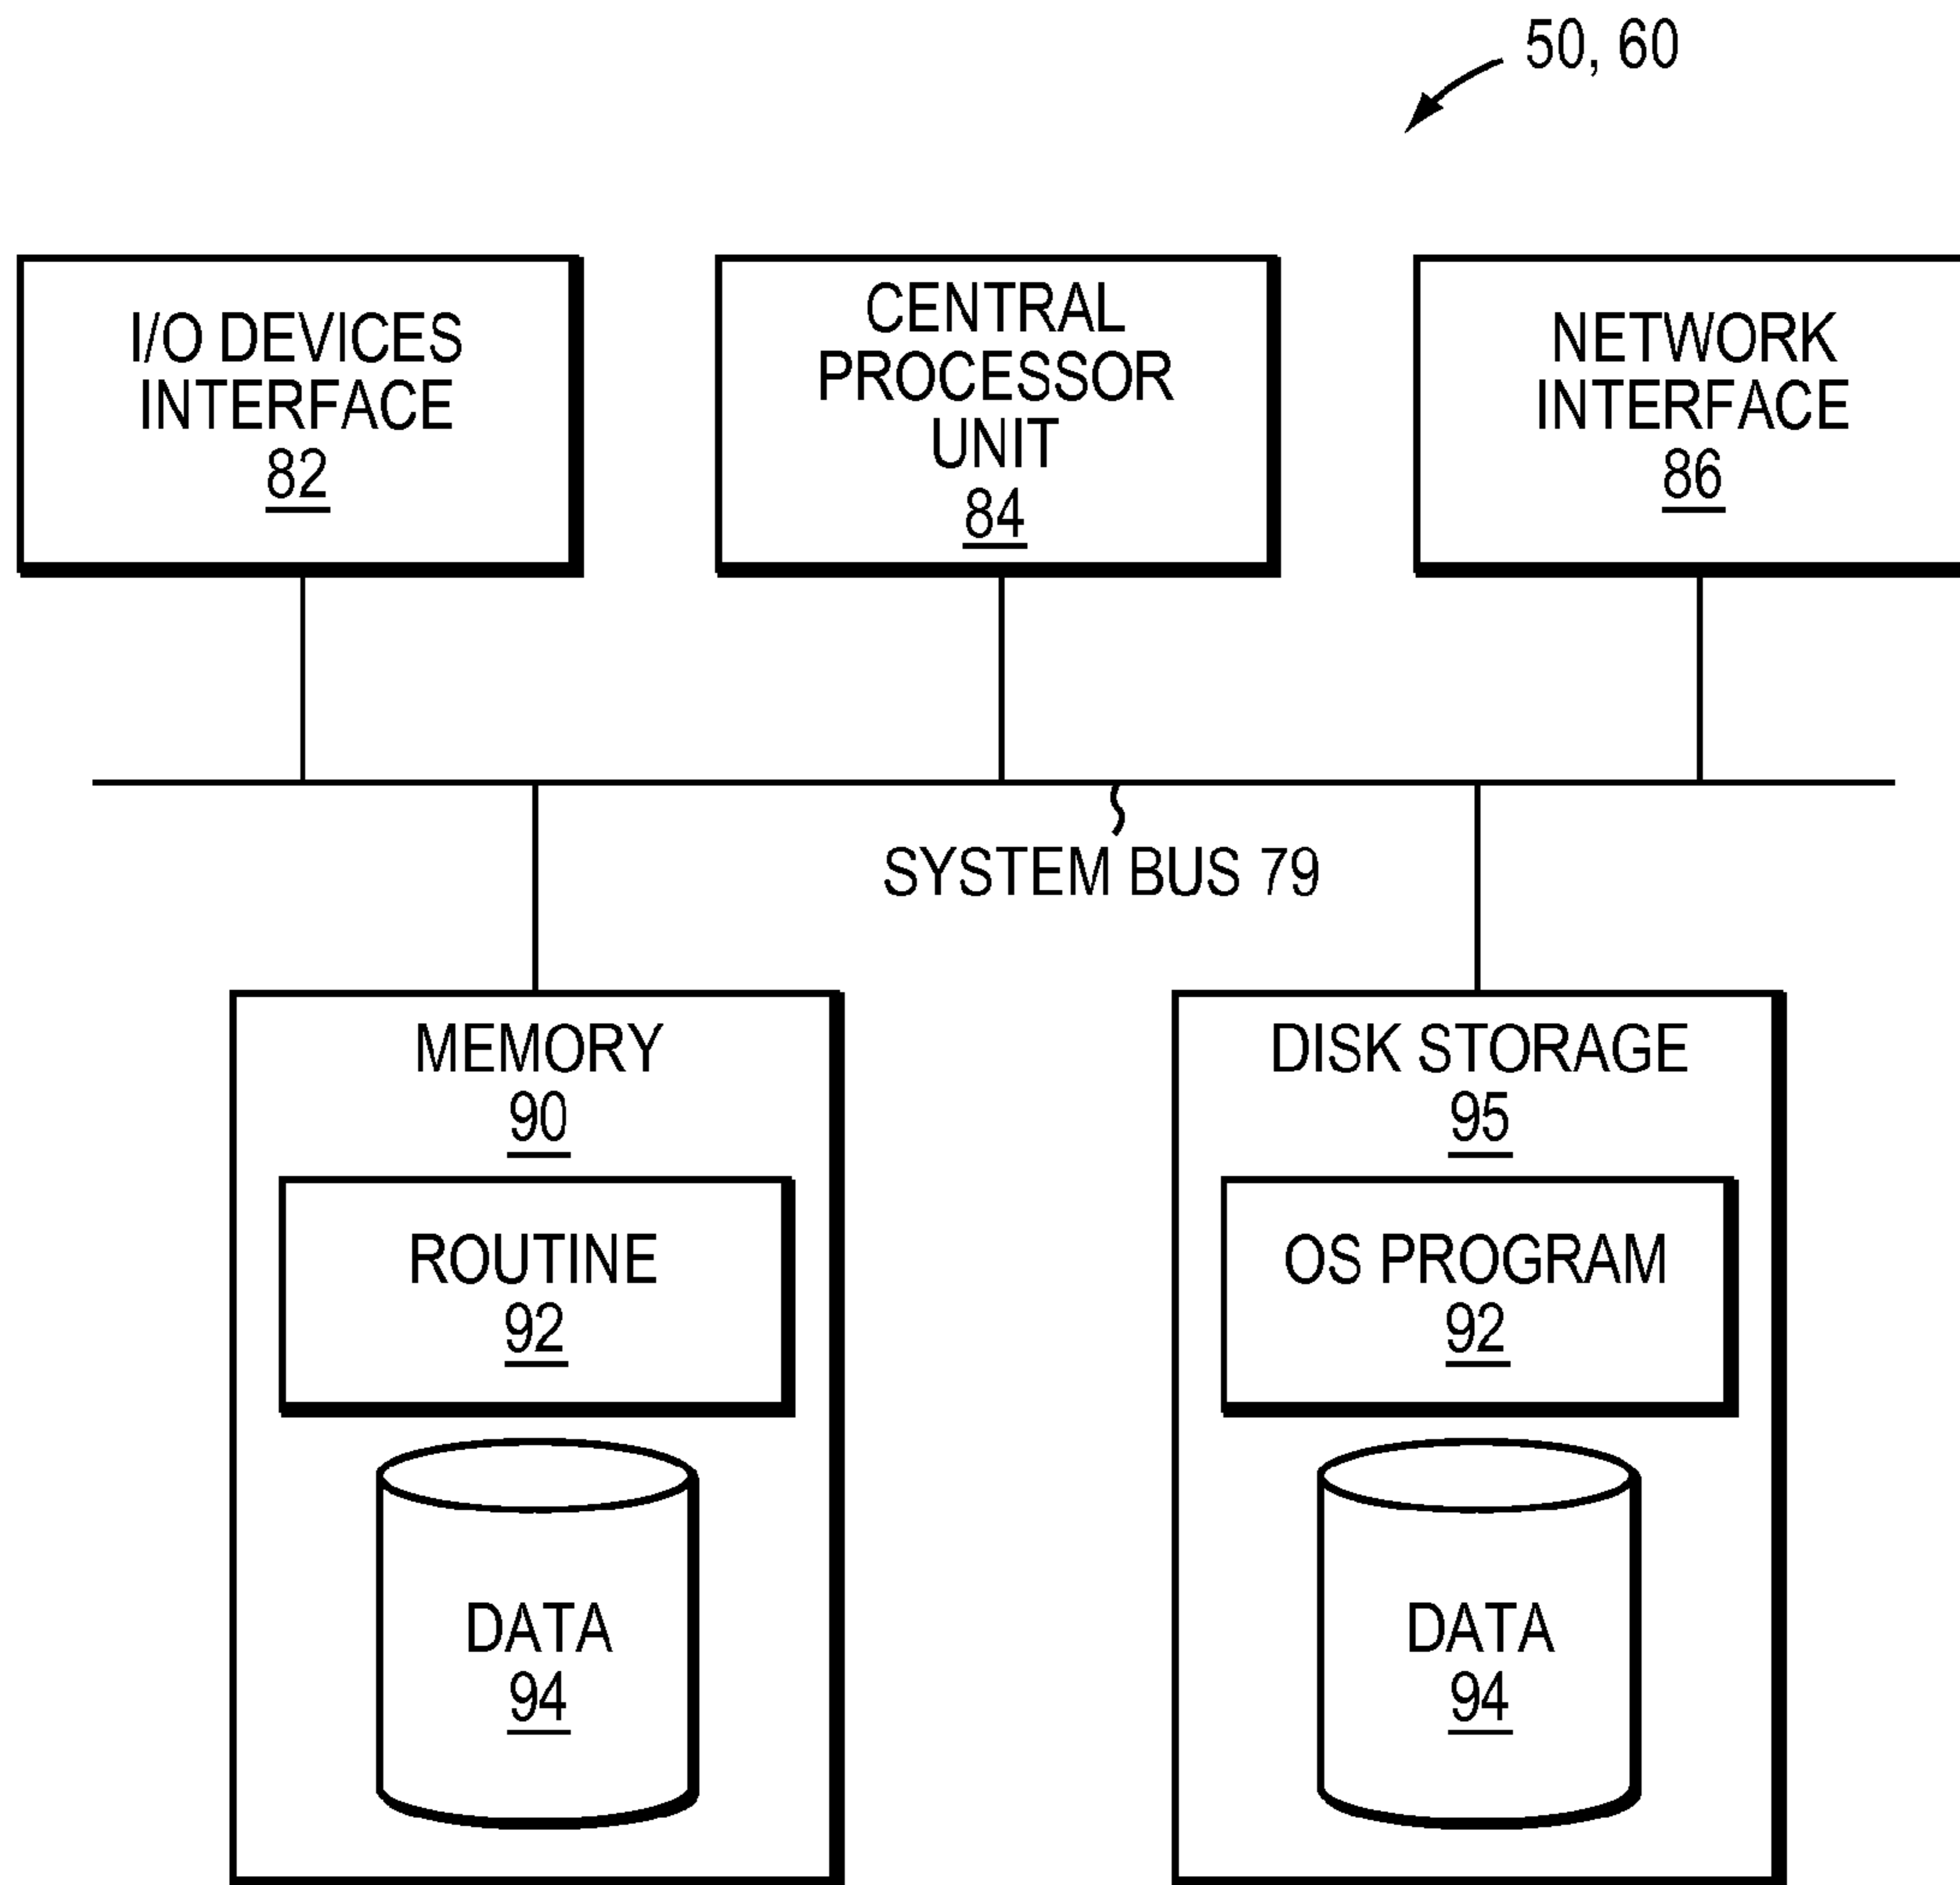 50, 60
I/O DEVICES
INTERFACE
82
CENTRAL
PROCESSOR
UNIT
84
NETWORK
INTERFACE
86
SYSTEM BUS 79
MEMORY
90
ROUTINE
92
DATA
94
DISK STORAGE
95
OS PROGRAM
92
DATA
94